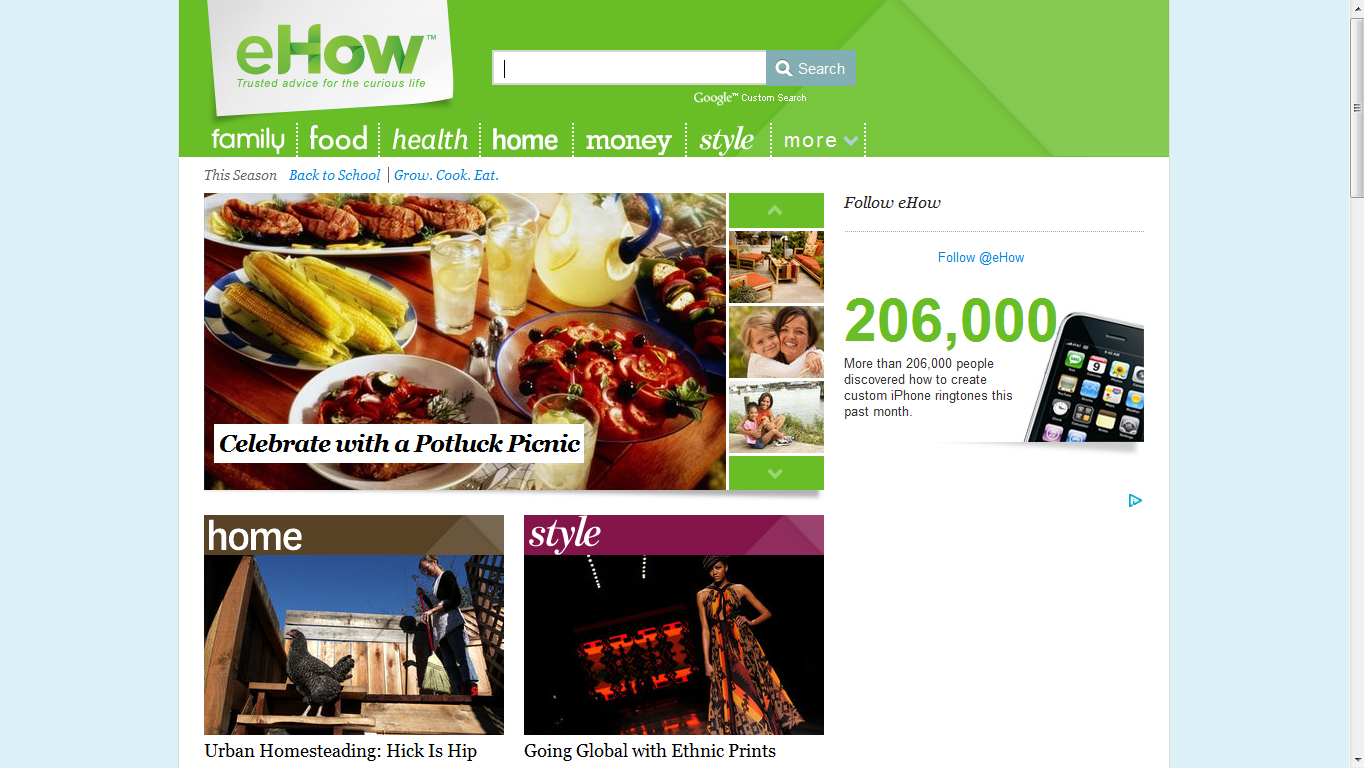 eHow™
Trusted advice for the curious life
Search
Google™ Custom Search
family food health home money style more
This Season Back to School | Grow. Cook. Eat.
Follow eHow
Follow @eHow
206,000
More than 206,000 people
discovered how to create
custom iPhone ringtones this
past month.
Celebrate with a Potluck Picnic
home
style
Urban Homesteading: Hick Is Hip
Going Global with Ethnic Prints